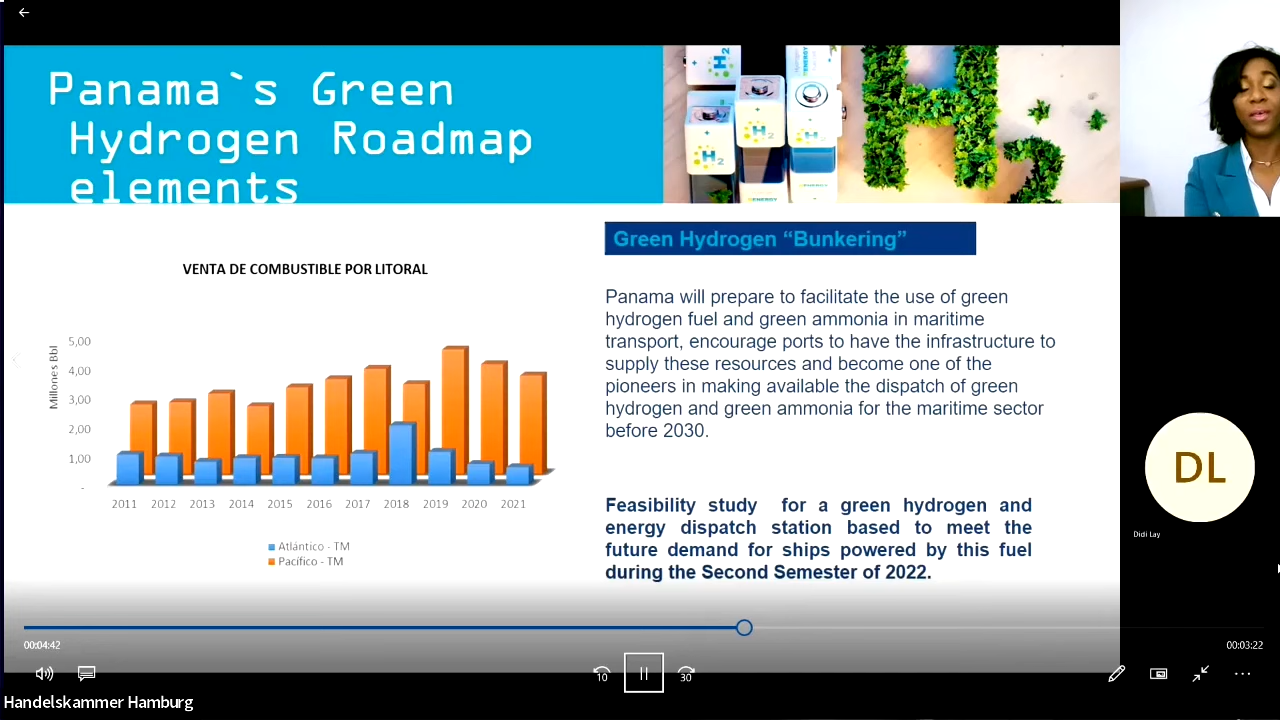 Panama`s Green
Hydrogen Roadmap
elements
H2
H2
H2
H2
Green Hydrogen “Bunkering”
VENTA DE COMBUSTIBLE POR LITORAL
Panama will prepare to facilitate the use of green
hydrogen fuel and green ammonia in maritime
transport, encourage ports to have the infrastructure to
supply these resources and become one of the
pioneers in making available the dispatch of green
hydrogen and green ammonia for the maritime sector
before 2030.
Millones Bbl
5,00
4,00
3,00
2,00
1,00
-
2011 2012 2013 2014 2015 2016 2017 2018 2019 2020 2021
Atlántico - TM
Pacífico - TM
Feasibility study for a green hydrogen and
energy dispatch station based to meet the
future demand for ships powered by this fuel
during the Second Semester of 2022.
DL
Didi Lay
00:04:42
00:03:22
10
30
Handelskammer Hamburg